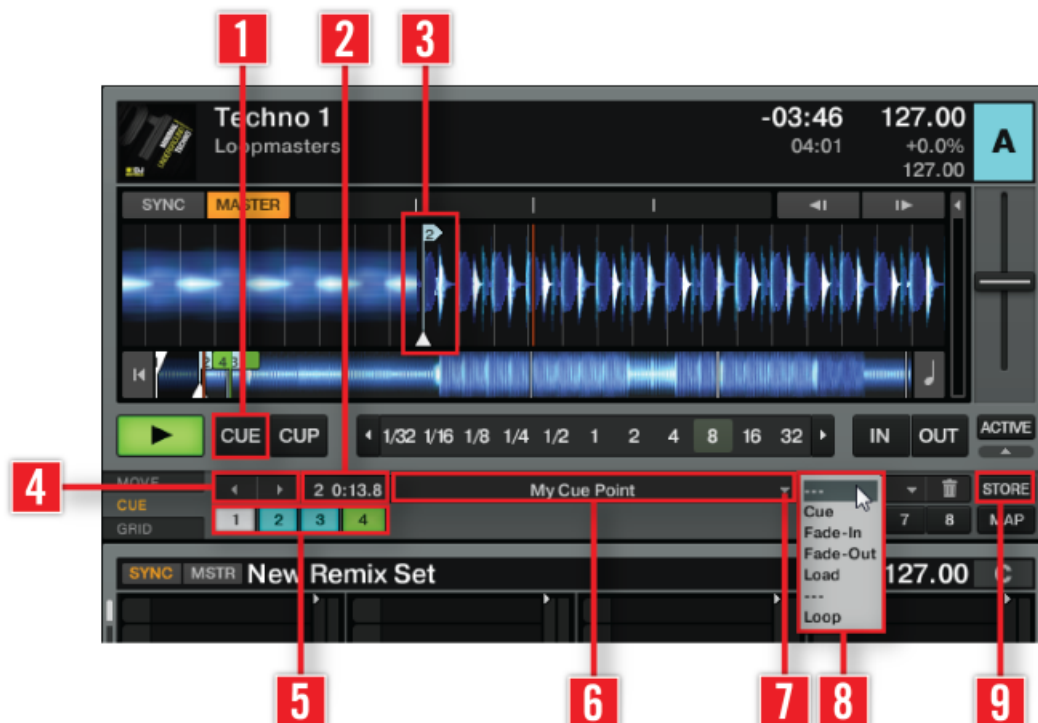 1 2 3
Techno 1 -03:46 127.00 A
Loopmasters 04:01 +0.0%
127.00
SYNC MASTER
2
2 4 3
CUE CUP 1/32 1/16 1/8 1/4 1/2 1 2 4 8 16 32 IN OUT ACTIVE
4
MOVE 2 0:13.8 My Cue Point --- STORE
CUE Cue
1 2 3 4 7 8 MAP
GRID Fade-In
Fade-Out
SYNC MSTR New Remix Set Load 127.00 C
---
Loop
5 6 7 8 9